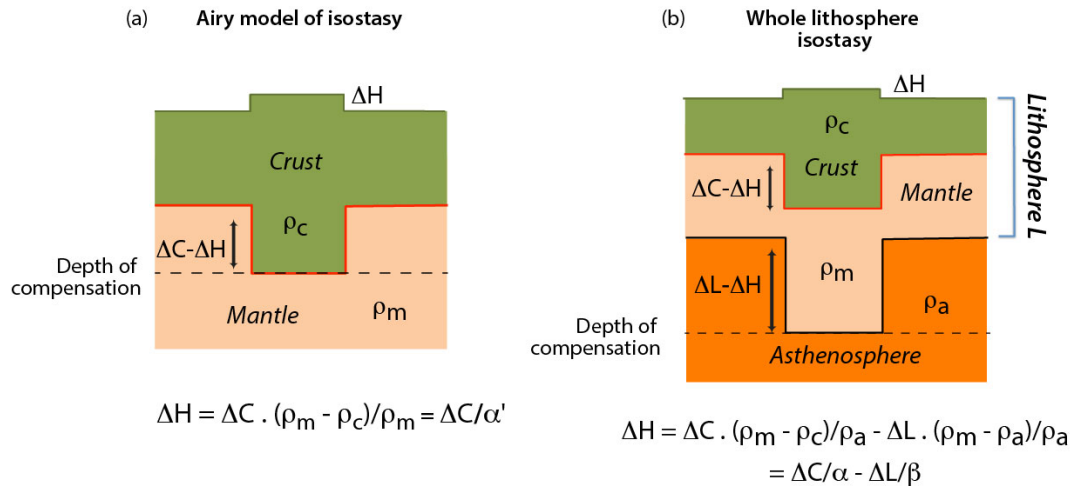 (a)
Airy model of isostasy
ΔH
Crust
ρc
ΔC-ΔH
Depth of
compensation
Mantle
ρm
ΔH = ΔC . (ρm - ρc)/ρm = ΔC/α'
(b)
Whole lithosphere
isostasy
ΔH
ρc
Crust
ΔC-ΔH
Mantle
Lithosphere L
ρm
ΔL-ΔH
ρa
Depth of
compensation
Asthenosphere
ΔH = ΔC . (ρm - ρc)/ρa - ΔL . (ρm - ρa)/ρa
= ΔC/α - ΔL/β